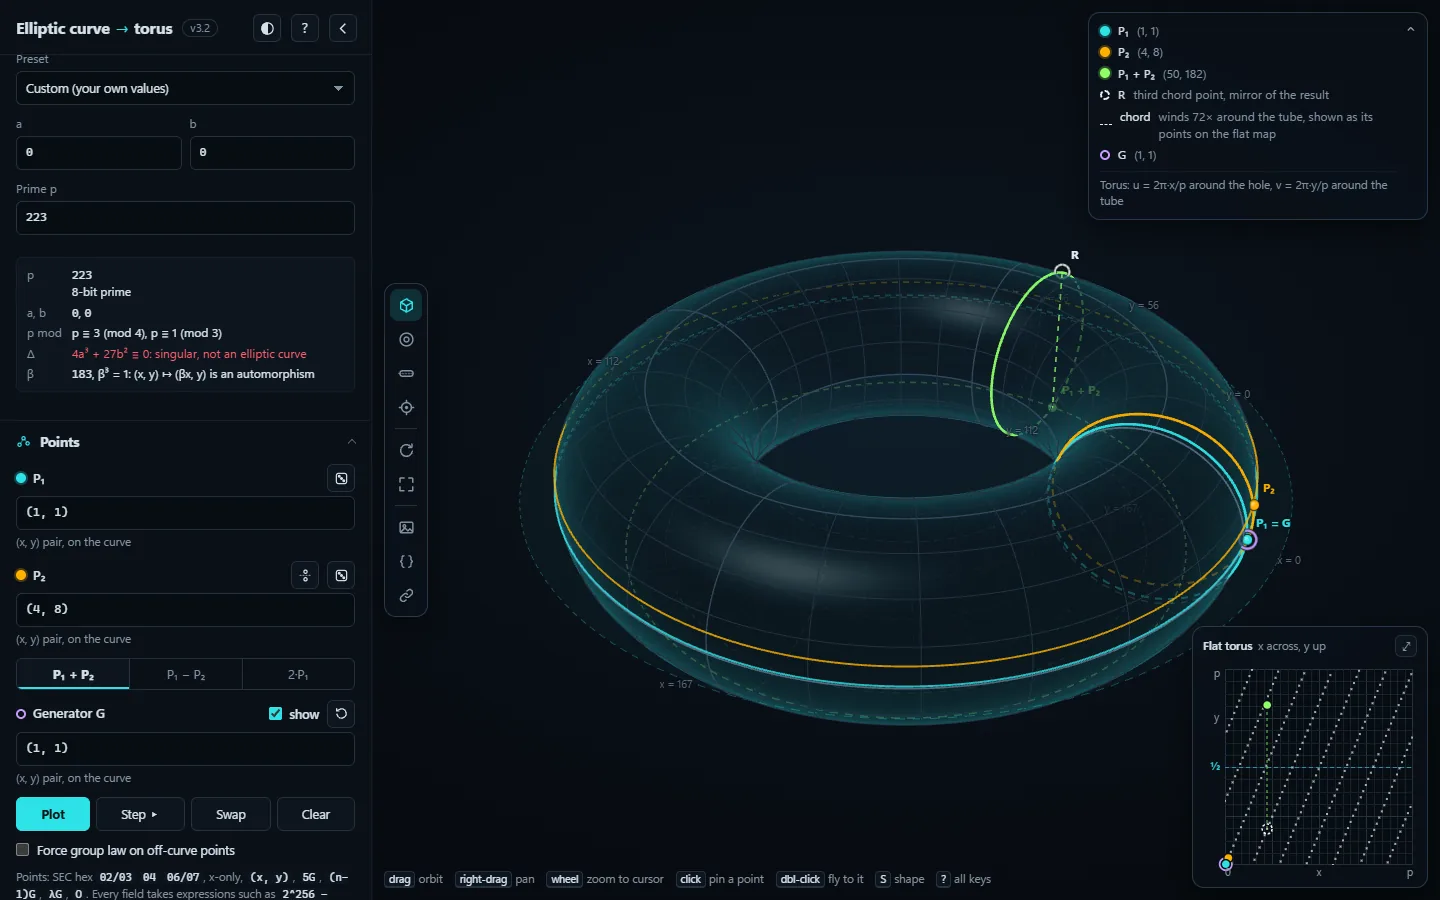 Elliptic curve → torus v3.2
?
Preset
Custom (your own values)
a
b
0
0
Prime p
223
p 223
8-bit prime
a, b 0, 0
p mod p ≡ 3 (mod 4), p ≡ 1 (mod 3)
Δ 4a³ + 27b² ≡ 0: singular, not an elliptic curve
β 183, β³ = 1: (x, y) ↦ (βx, y) is an automorphism
Points
P₁
(1, 1)
(x, y) pair, on the curve
P₂
(4, 8)
(x, y) pair, on the curve
P₁ + P₂
P₁ − P₂
2·P₁
Generator G
show
(1, 1)
(x, y) pair, on the curve
Plot
Step ▸
Swap
Clear
Force group law on off-curve points
Points: SEC hex 02/03 04 06/07, x-only, (x, y), 5G, (n−
1)G, λG, O. Every field takes expressions such as 2^256 −
P₁ (1, 1)
P₂ (4, 8)
P₁ + P₂ (50, 182)
R third chord point, mirror of the result
chord winds 72× around the tube, shown as its
points on the flat map
G (1, 1)
Torus: u = 2π·x/p around the hole, v = 2π·y/p around the
tube
R
y = 56
x = 112
P₁ + P₂
y = 0
y = 112
P₂
y = 167
P₁ = G
x = 0
x = 167
Flat torus x across, y up
p
y
½
0
x
p
drag orbit right-drag pan wheel zoom to cursor click pin a point dbl-click fly to it S shape ? all keys